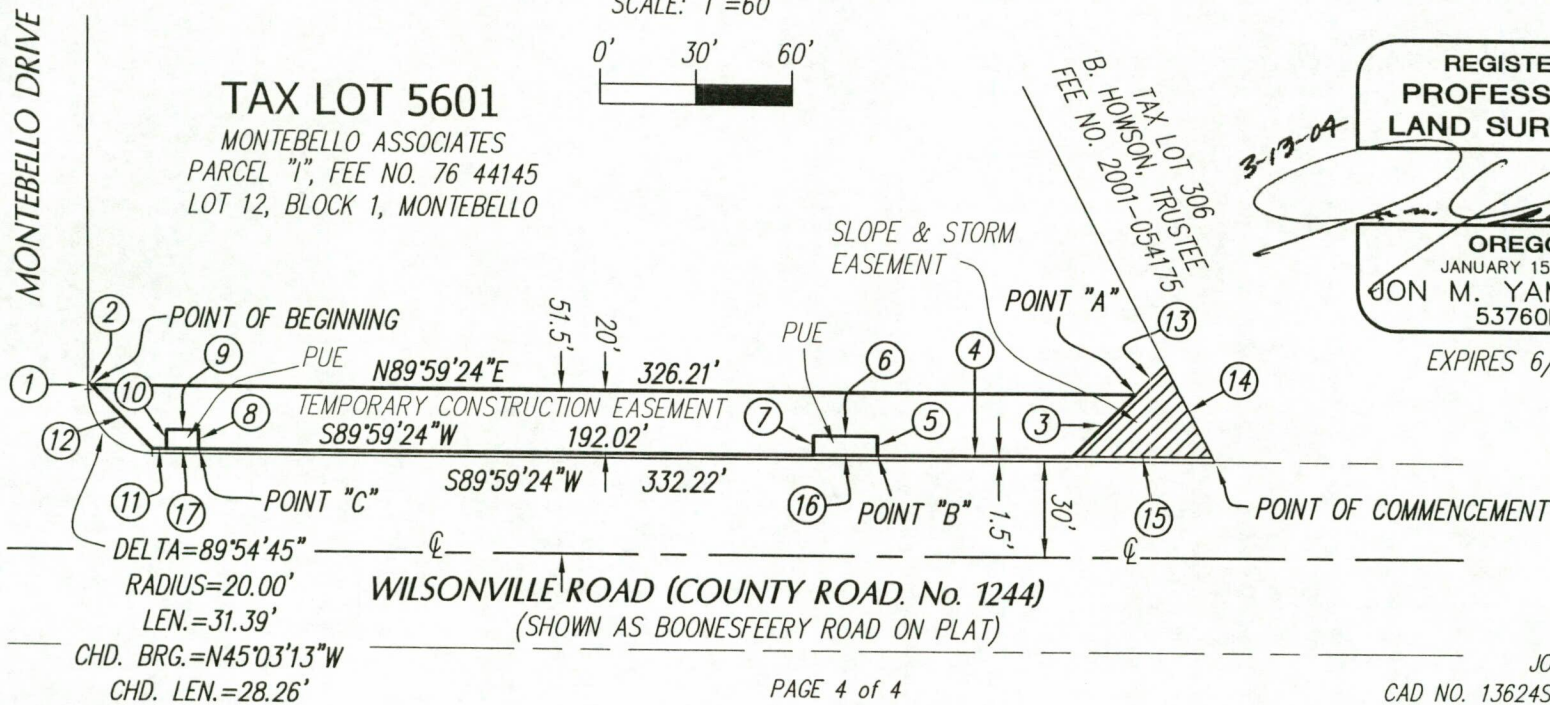 SCALE: 1"=60'
0' 30' 60'
MONTEBELLO DRIVE
TAX LOT 5601
MONTEBELLO ASSOCIATES
PARCEL "I", FEE NO. 76 44145
LOT 12, BLOCK 1, MONTEBELLO
TAX LOT 306
B. HOWSON, TRUSTEE
FEE NO. 2001-054175
3-13-04
REGISTE
PROFESS
LAND SUR
OREGO
JANUARY 15
JON M. YAM
53760
EXPIRES 6/
SLOPE & STORM
EASEMENT
POINT "A"
13
2
POINT OF BEGINNING
9
PUE
51.5'
20'
PUE
6
4
14
1
N89°59'24"E 326.21'
10
8
TEMPORARY CONSTRUCTION EASEMENT
7
5
3
12
S89°59'24"W 192.02'
S89°59'24"W 332.22'
11
17
POINT "C"
16
POINT "B"
1.5'
30'
15
POINT OF COMMENCEMENT
DELTA=89°54'45"
℄
℄
RADIUS=20.00'
WILSONVILLE ROAD (COUNTY ROAD. No. 1244)
LEN.=31.39'
(SHOWN AS BOONESFEERY ROAD ON PLAT)
CHD. BRG.=N45°03'13"W
CHD. LEN.=28.26'
PAGE 4 of 4
JO
CAD NO. 13624S